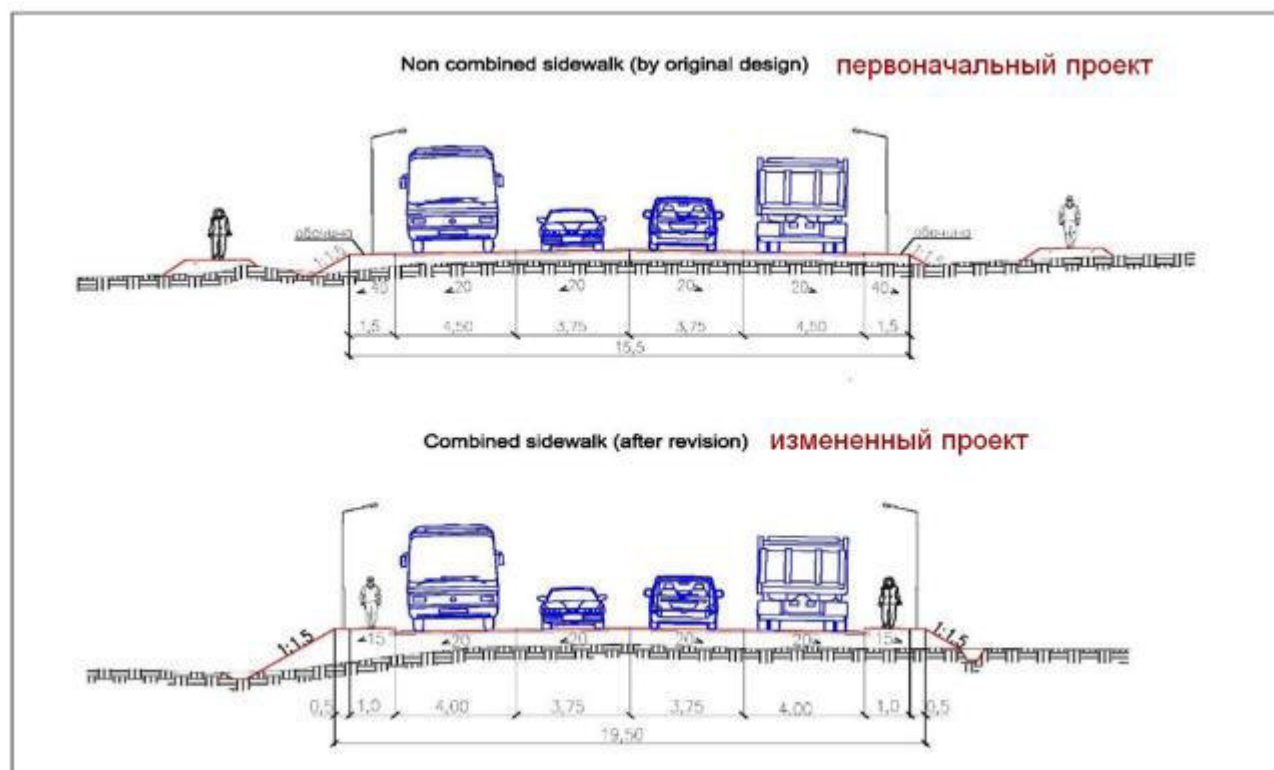 Non combined sidewalk (by original design) первоначальный проект
обочина обочина
1:1.5 1:1.5
40 20 20 20 20 40
1,5 4,50 3,75 3,75 4,50 1,5
Combined sidewalk (after revision) измененный проект
1:1.5 1:1.5
15 20 20 20 20 15
0,5 1,0 4,00 3,75 3,75 4,00 1,0 0,5
19,50